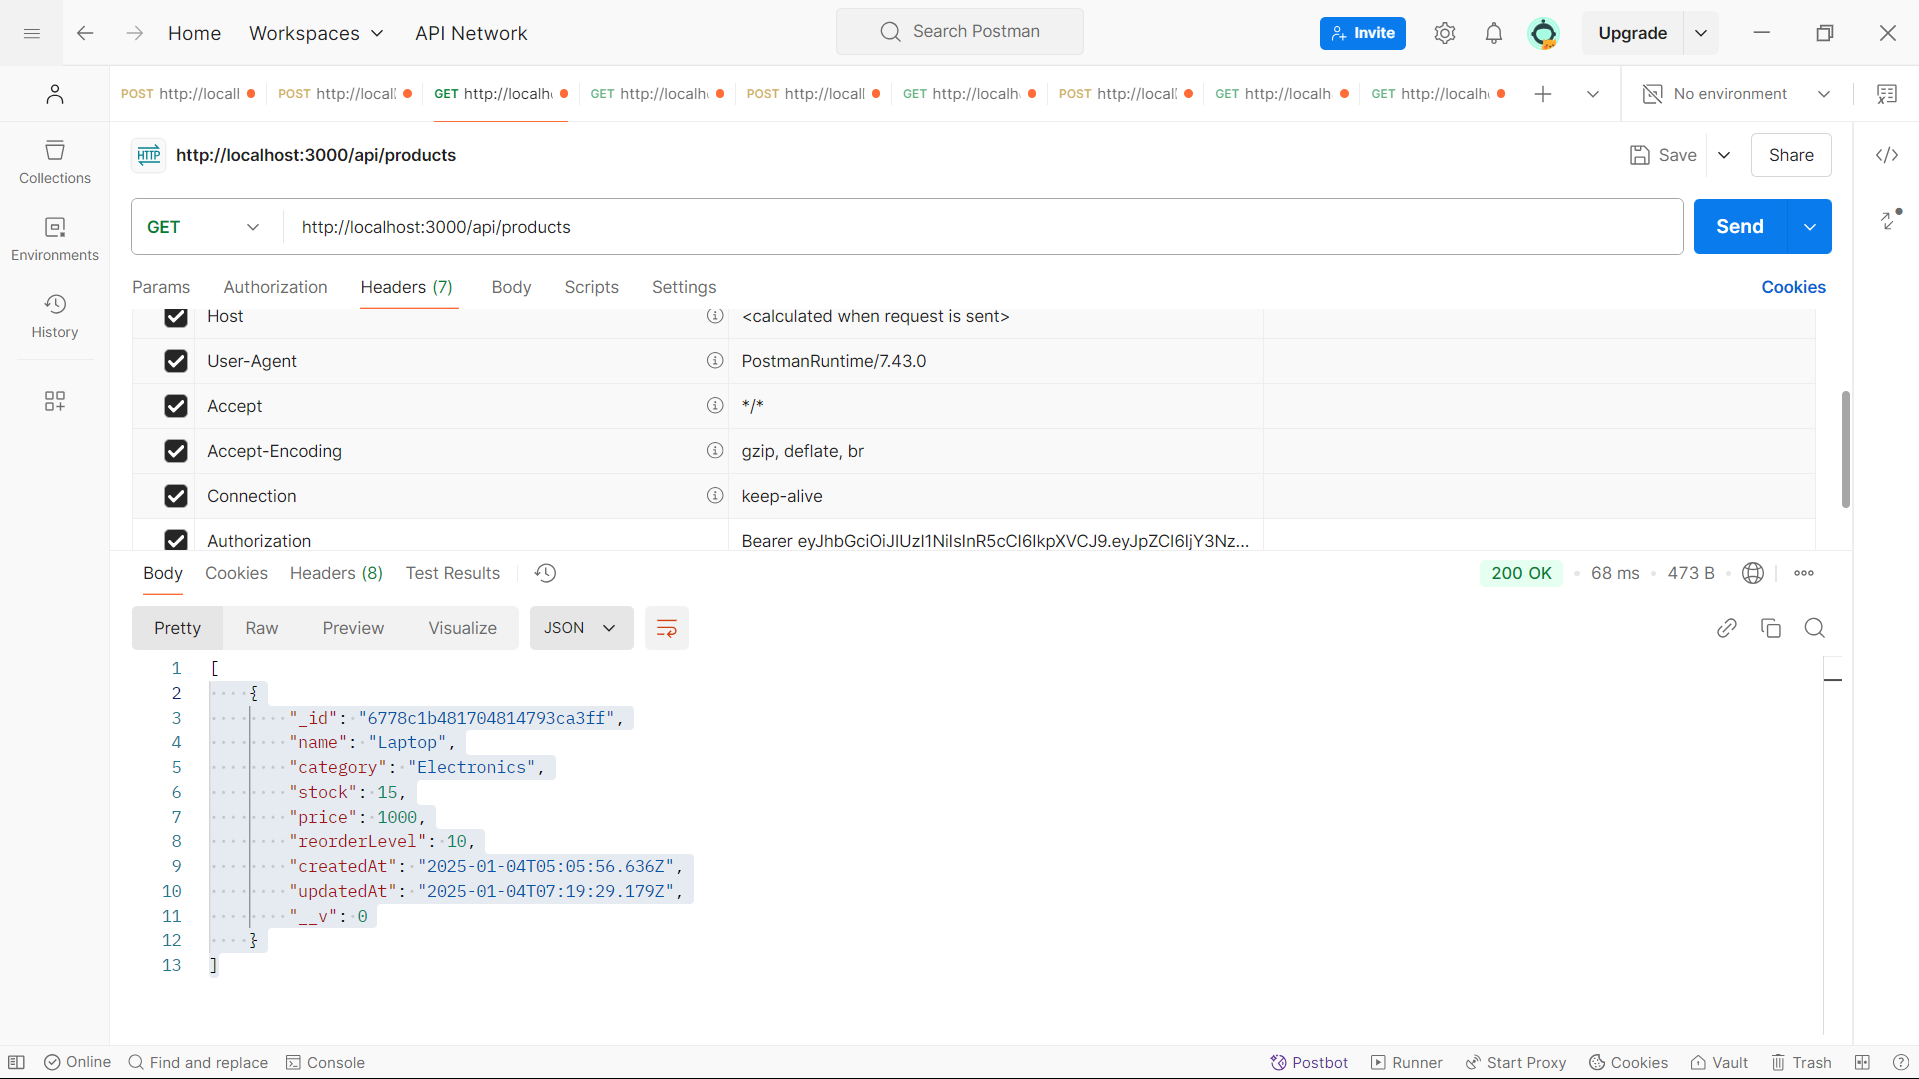 Home Workspaces API Network Search Postman Invite Upgrade
POST http://locall POST http://locall GET http://localh GET http://localh POST http://locall GET http://localh POST http://locall GET http://localh GET http://localh No environment
HTTP http://localhost:3000/api/products Save Share
GET http://localhost:3000/api/products Send
Params Authorization Headers (7) Body Scripts Settings Cookies
Host <calculated when request is sent>
User-Agent PostmanRuntime/7.43.0
Accept */*
Accept-Encoding gzip, deflate, br
Connection keep-alive
Authorization Bearer eyJhbGciOiJIUzI1NiIsInR5cCI6IkpXVCJ9.eyJpZCI6IjY3Nz...
Collections
Environments
History
Body Cookies Headers (8) Test Results 200 OK 68 ms 473 B
Pretty Raw Preview Visualize JSON
1 [
2 {
3 "_id": "6778c1b481704814793ca3ff",
4 "name": "Laptop",
5 "category": "Electronics",
6 "stock": 15,
7 "price": 1000,
8 "reorderLevel": 10,
9 "createdAt": "2025-01-04T05:05:56.636Z",
10 "updatedAt": "2025-01-04T07:19:29.179Z",
11 "__v": 0
12 }
13 ]
Online Find and replace Console Postbot Runner Start Proxy Cookies Vault Trash